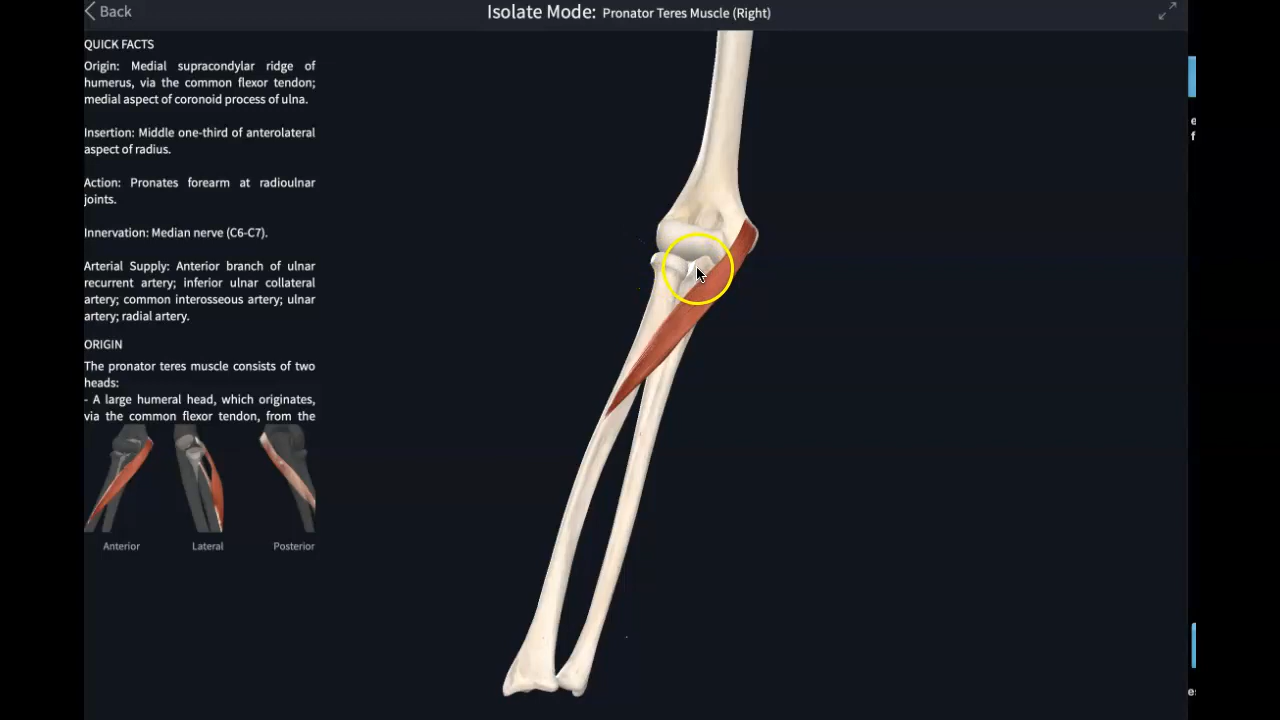 Back
Isolate Mode: Pronator Teres Muscle (Right)
QUICK FACTS
Origin: Medial supracondylar ridge of
humerus, via the common flexor tendon;
medial aspect of coronoid process of ulna.
Insertion: Middle one-third of anterolateral
aspect of radius.
Action: Pronates forearm at radioulnar
joints.
Innervation: Median nerve (C6-C7).
Arterial Supply: Anterior branch of ulnar
recurrent artery; inferior ulnar collateral
artery; common interosseous artery; ulnar
artery; radial artery.
ORIGIN
The pronator teres muscle consists of two
heads:
- A large humeral head, which originates,
via the common flexor tendon, from the
Anterior
Lateral
Posterior